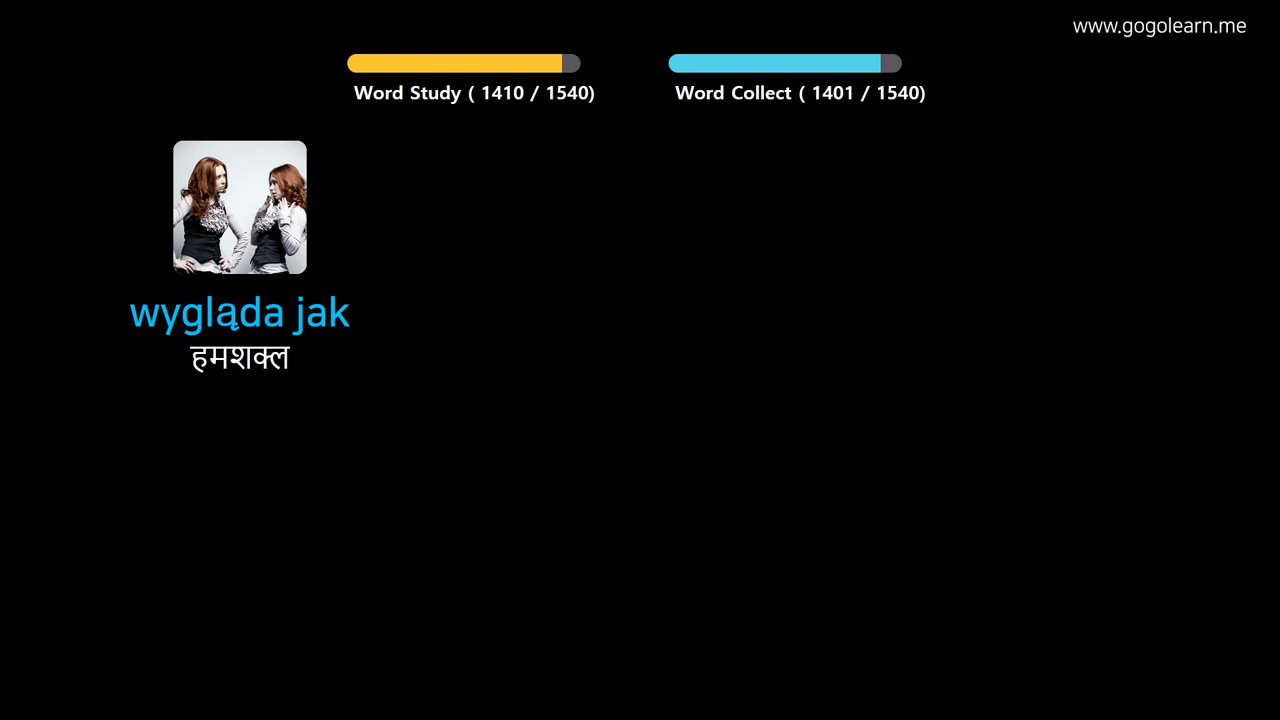 www.gogolearn.me
Word Study ( 1410 / 1540)
Word Collect ( 1401 / 1540)
wygląda jak
हमशक्ल